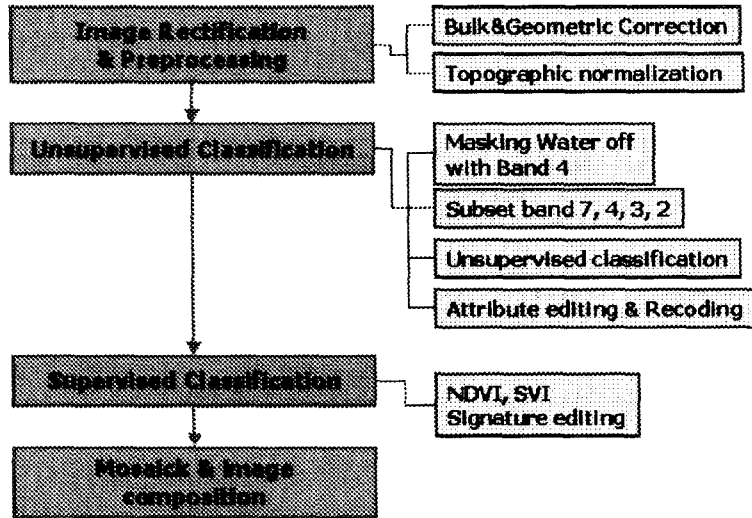 Image Rectification
& Preprocessing
Bulk&Geometric Correction
Topographic normalization
Unsupervised Classification
Masking Water off
with Band 4
Subset band 7, 4, 3, 2
Unsupervised classification
Attribute editing & Recoding
Supervised Classification
NDVI, SVI
Signature editing
Mosaick & Image
composition